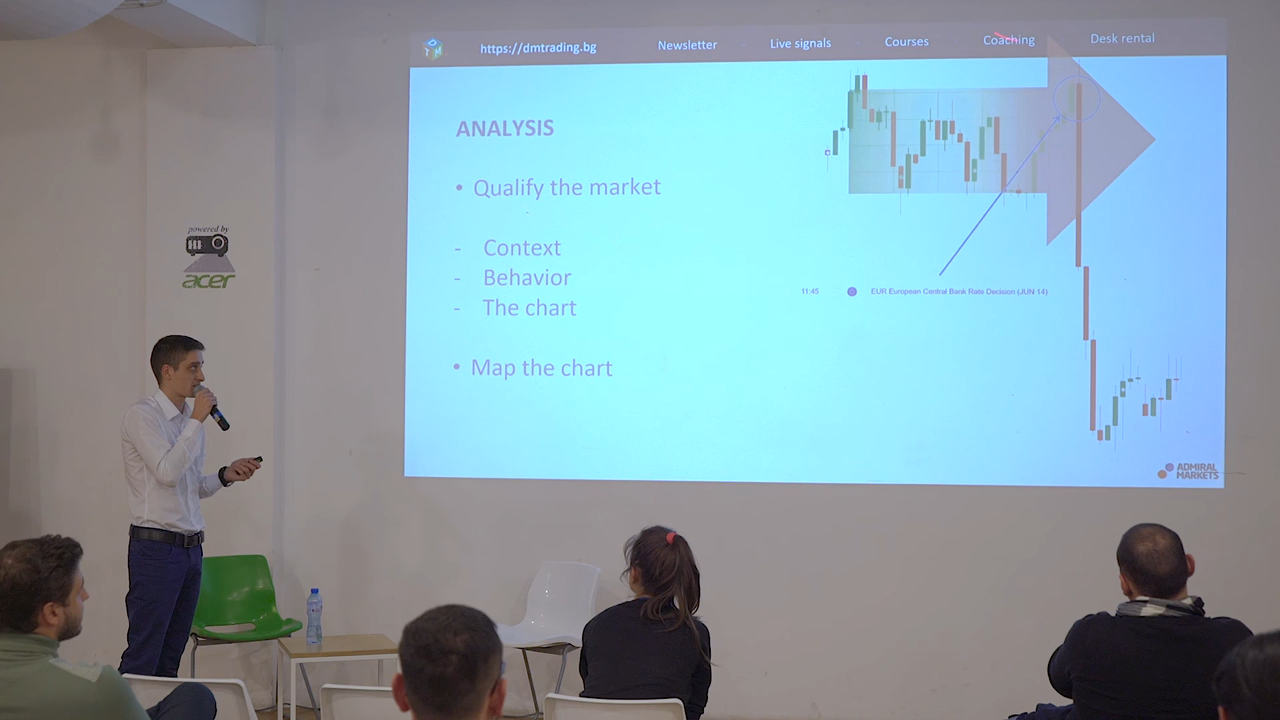 https://dmtrading.bg Newsletter Live signals Courses Coaching Desk rental
ANALYSIS
• Qualify the market
- Context
- Behavior
- The chart
• Map the chart
11:45 EUR European Central Bank Rate Decision (JUN 14)
ADMIRAL
MARKETS
powered by
acer